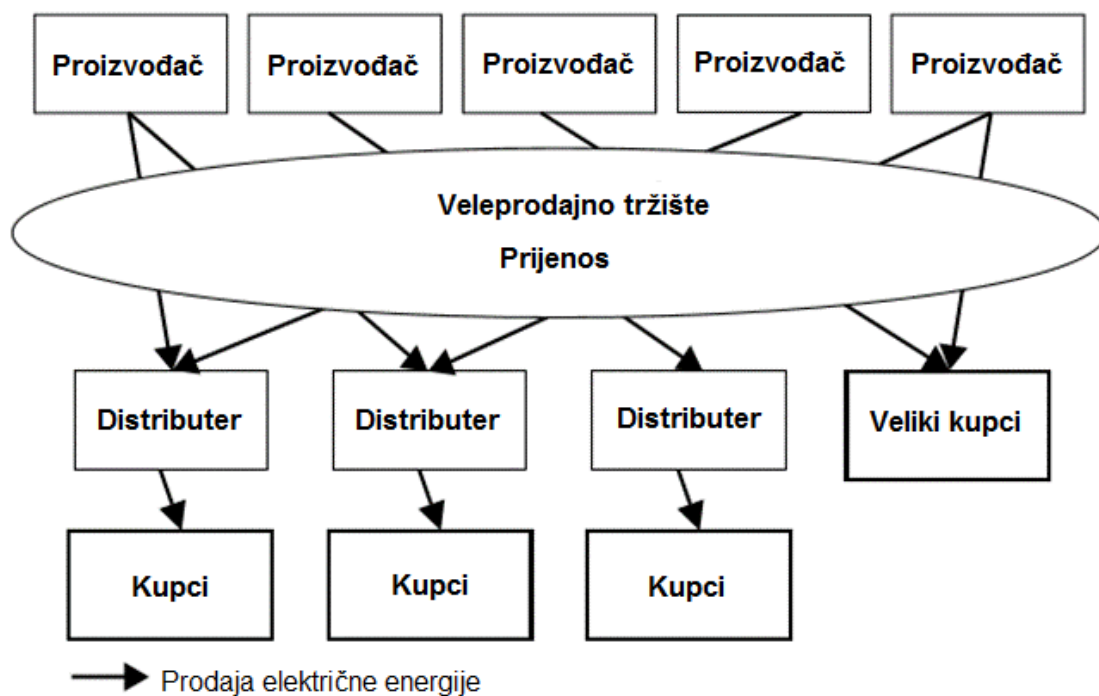 Proizvođač
Proizvođač
Proizvođač
Proizvođač
Proizvođač
Veleprodajno tržište
Prijenos
Distributer
Distributer
Distributer
Veliki kupci
Kupci
Kupci
Kupci
Prodaja električne energije